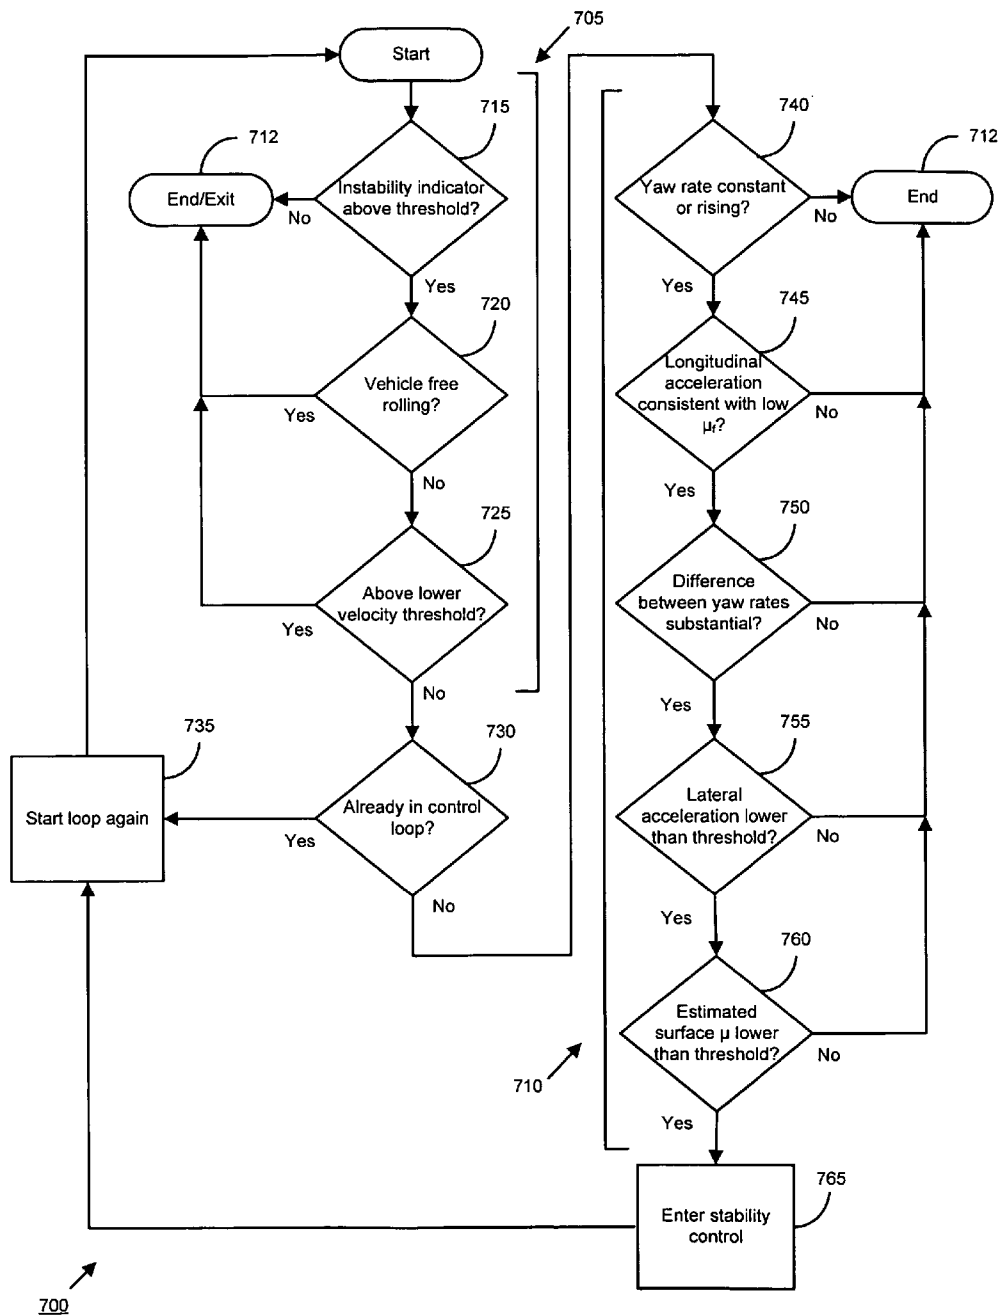 705
Start
715
740
712
712
Instability indicator
above threshold?
End/Exit
No
Yes
Yaw rate constant
or rising?
End
No
Yes
720
745
Vehicle free
rolling?
Yes
No
Longitudinal
acceleration
consistent with low
μf?
No
Yes
725
750
Above lower
velocity threshold?
Yes
No
Difference
between yaw rates
substantial?
No
Yes
735
730
755
Start loop again
Already in control
loop?
Yes
No
Lateral
acceleration lower
than threshold?
No
Yes
760
Estimated
surface μ lower
than threshold?
No
Yes
710
765
Enter stability
control
700